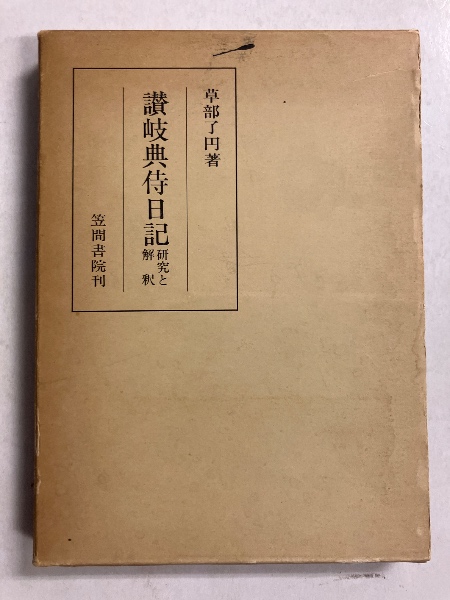 草部了円著
讃岐典侍日記
研究と
解釈
笠間書院刊